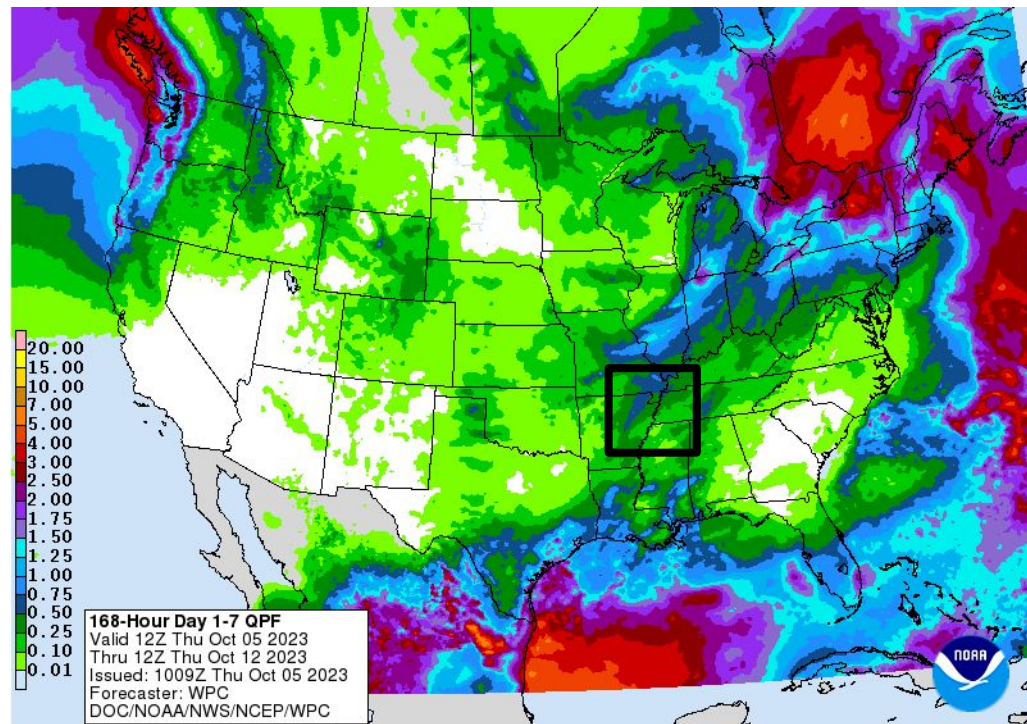 20.00
15.00
10.00
7.00
5.00
4.00
3.00
2.50
2.00
1.75
1.50
1.25
1.00
0.75
0.50
0.25
0.10
0.01
168-Hour Day 1-7 QPF
Valid 12Z Thu Oct 05 2023
Thru 12Z Thu Oct 12 2023
Issued: 1009Z Thu Oct 05 2023
Forecaster: WPC
DOC/NOAA/NWS/NCEP/WPC
NOAA